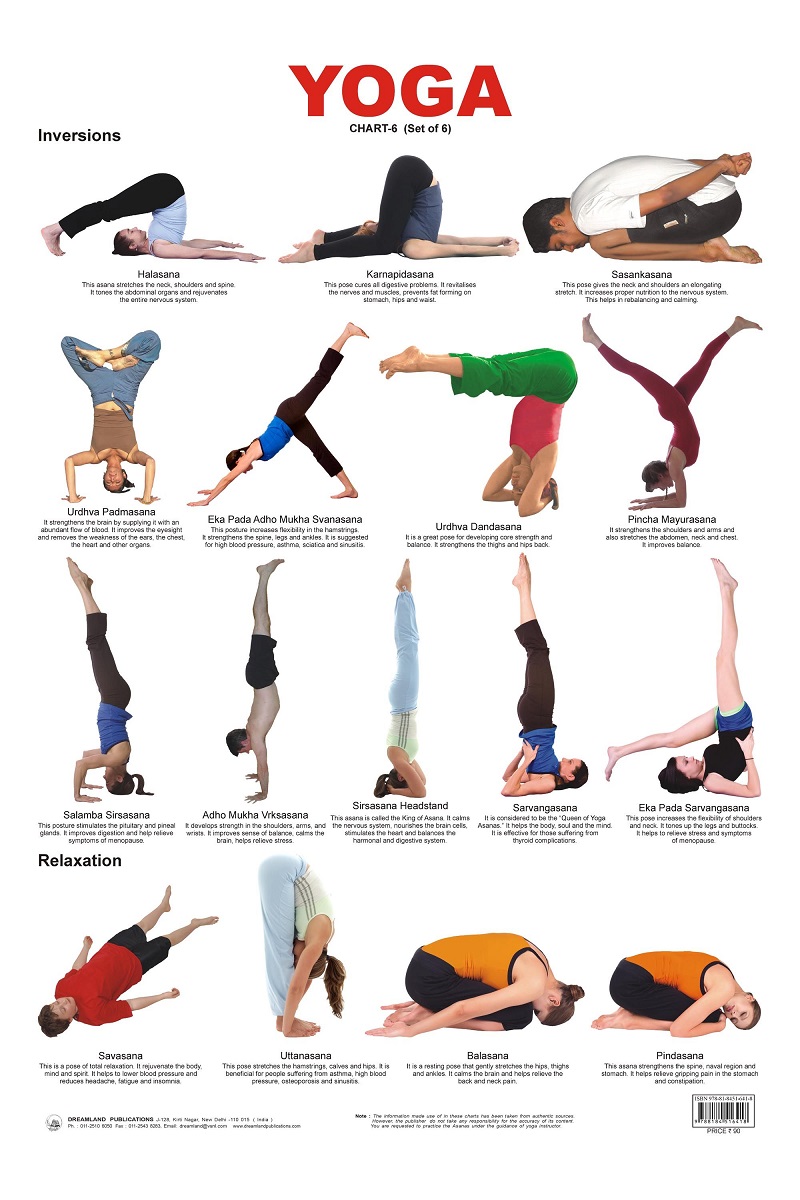 YOGA
CHART-6 (Set of 6)
Inversions
Halasana
This asana stretches the neck, shoulders and spine.
It tones the abdominal organs and rejuvenates
the entire nervous system.
Karnapidasana
This pose cures all digestive problems. It revitalises
the nerves and muscles, prevents fat forming on
stomach, hips and waist.
Sasankasana
This pose gives the neck and shoulders an elongating
stretch. It increases proper nutrition to the nervous system.
This helps in rebalancing and calming.
Urdhva Padmasana
It strengthens the brain by supplying it with an
abundant flow of blood. It improves the eyesight
and removes the weakness of the ears, the chest,
the heart and other organs.
Eka Pada Adho Mukha Svanasana
This posture increases flexibility in the hamstrings.
It strengthens the spine, legs and ankles. It is suggested
for high blood pressure, asthma, sciatica and sinusitis.
Urdhva Dandasana
It is a great pose for developing core strength and
balance. It strengthens the thighs and hips back.
Pincha Mayurasana
It strengthens the shoulders and arms and
also stretches the abdomen, neck and chest.
It improves balance.
Salamba Sirsasana
This posture stimulates the pituitary and pineal
glands. It improves digestion and help relieve
symptoms of menopause.
Adho Mukha Vrksasana
It develops strength in the shoulders, arms, and
wrists. It improves sense of balance, calms the
brain, helps relieve stress.
Sirsasana Headstand
This asana is called the King of Asana. It calms
the nervous system, nourishes the brain cells,
stimulates the heart and balances the
harmonal and digestive system.
Sarvangasana
It is considered to be the “Queen of Yoga
Asanas.” It helps the body, soul and the mind.
It is effective for those suffering from
thyroid complications.
Eka Pada Sarvangasana
This pose increases the flexibility of shoulders
and neck. It tones up the legs and buttocks.
It helps to relieve stress and symptoms
of menopause.
Relaxation
Savasana
This is a pose of total relaxation. It rejuvenate the body,
mind and spirit. It helps to lower blood pressure and
reduces headache, fatigue and insomnia.
Uttanasana
This pose stretches the hamstrings, calves and hips. It is
beneficial for people suffering from asthma, high blood
pressure, osteoporosis and sinusitis.
Balasana
It is a resting pose that gently stretches the hips, thighs
and ankles. It calms the brain and helps relieve the
back and neck pain.
Pindasana
This asana strengthens the spine, naval region and
stomach. It helps relieve gripping pain in the stomach
and constipation.
DREAMLAND PUBLICATIONS J-128, Kirti Nagar, New Delhi -110 015 ( India )
Ph. : 011-2510 6050 Fax : 011-2543 8283, Email: dreamland@vsnl.com www.dreamlandpublications.com
Note : The information made use of in these charts has been taken from authentic sources.
However, the publisher do not take any responsibility for the accuracy of its content.
You are requested to practise the Asanas under the guidance of yoga instructor.
ISBN 978-81-8451-641-8
9 788184 516418
PRICE ₹ 90